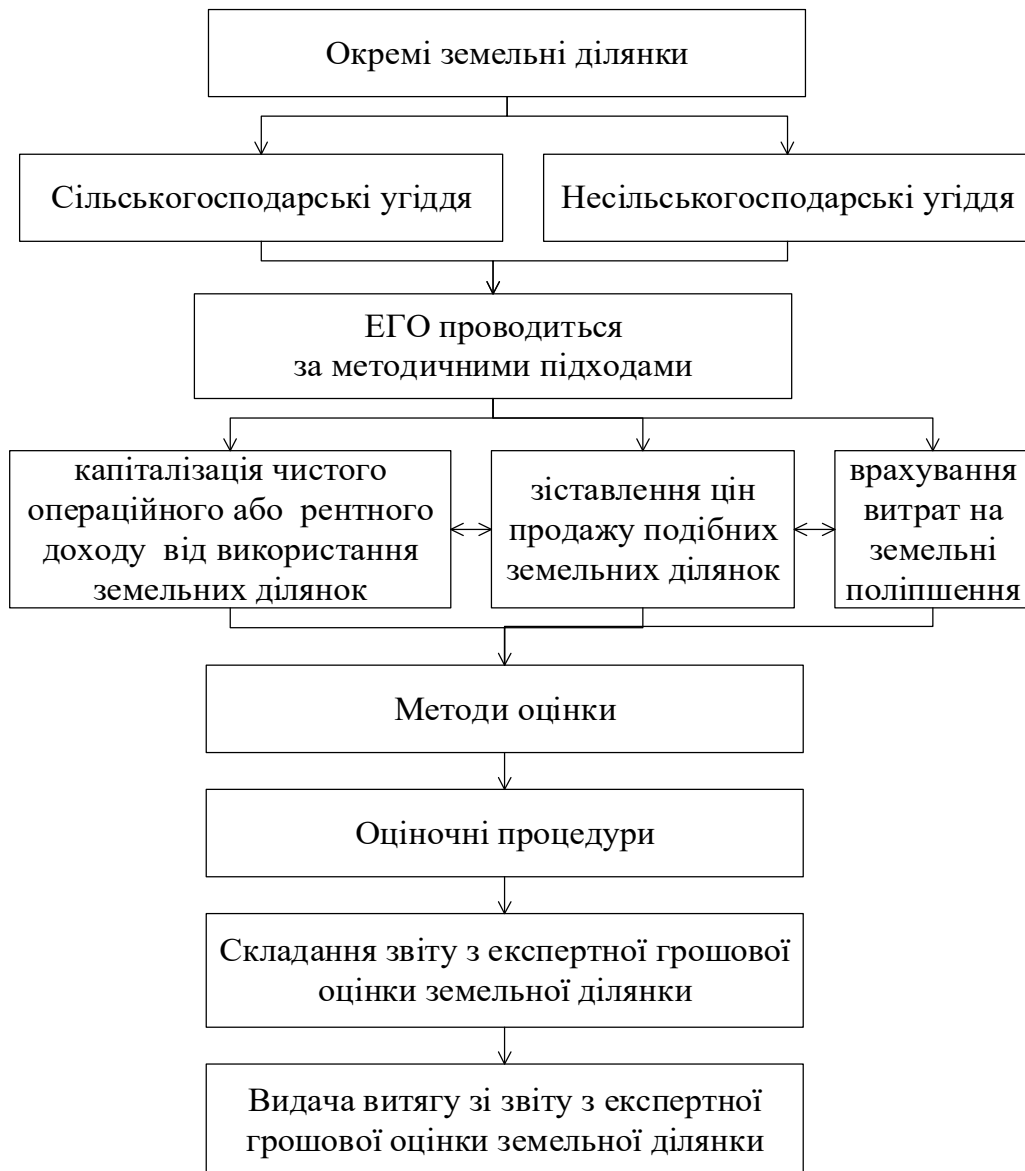 Окремі земельні ділянки
Сільськогосподарські угіддя
Несільськогосподарські угіддя
ЕГО проводиться
за методичними підходами
капіталізація чистого
операційного або рентного
доходу від використання
земельних ділянок
зіставлення цін
продажу подібних
земельних ділянок
врахування
витрат на
земельні
поліпшення
Методи оцінки
Оціночні процедури
Складання звіту з експертної грошової
оцінки земельної ділянки
Видача витягу зі звіту з експертної
грошової оцінки земельної ділянки